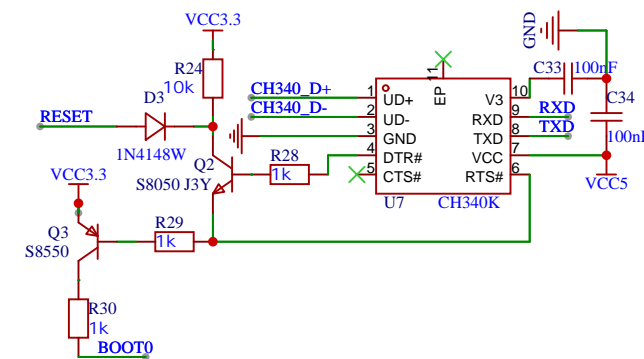 VCC3.3
GND
R24
10k
C33
100nF
CH340_D+
CH340_D-
11
EP
1
2
3
4
5
UD+
UD-
GND
DTR#
CTS#
V3
RXD
TXD
VCC
RTS#
10
9
8
7
6
RXD
TXD
C34
100n
VCC5
U7
CH340K
RESET
D3
1N4148W
Q2
S8050 J3Y
R28
1k
VCC3.3
Q3
S8550
R29
1k
R30
1k
BOOT0